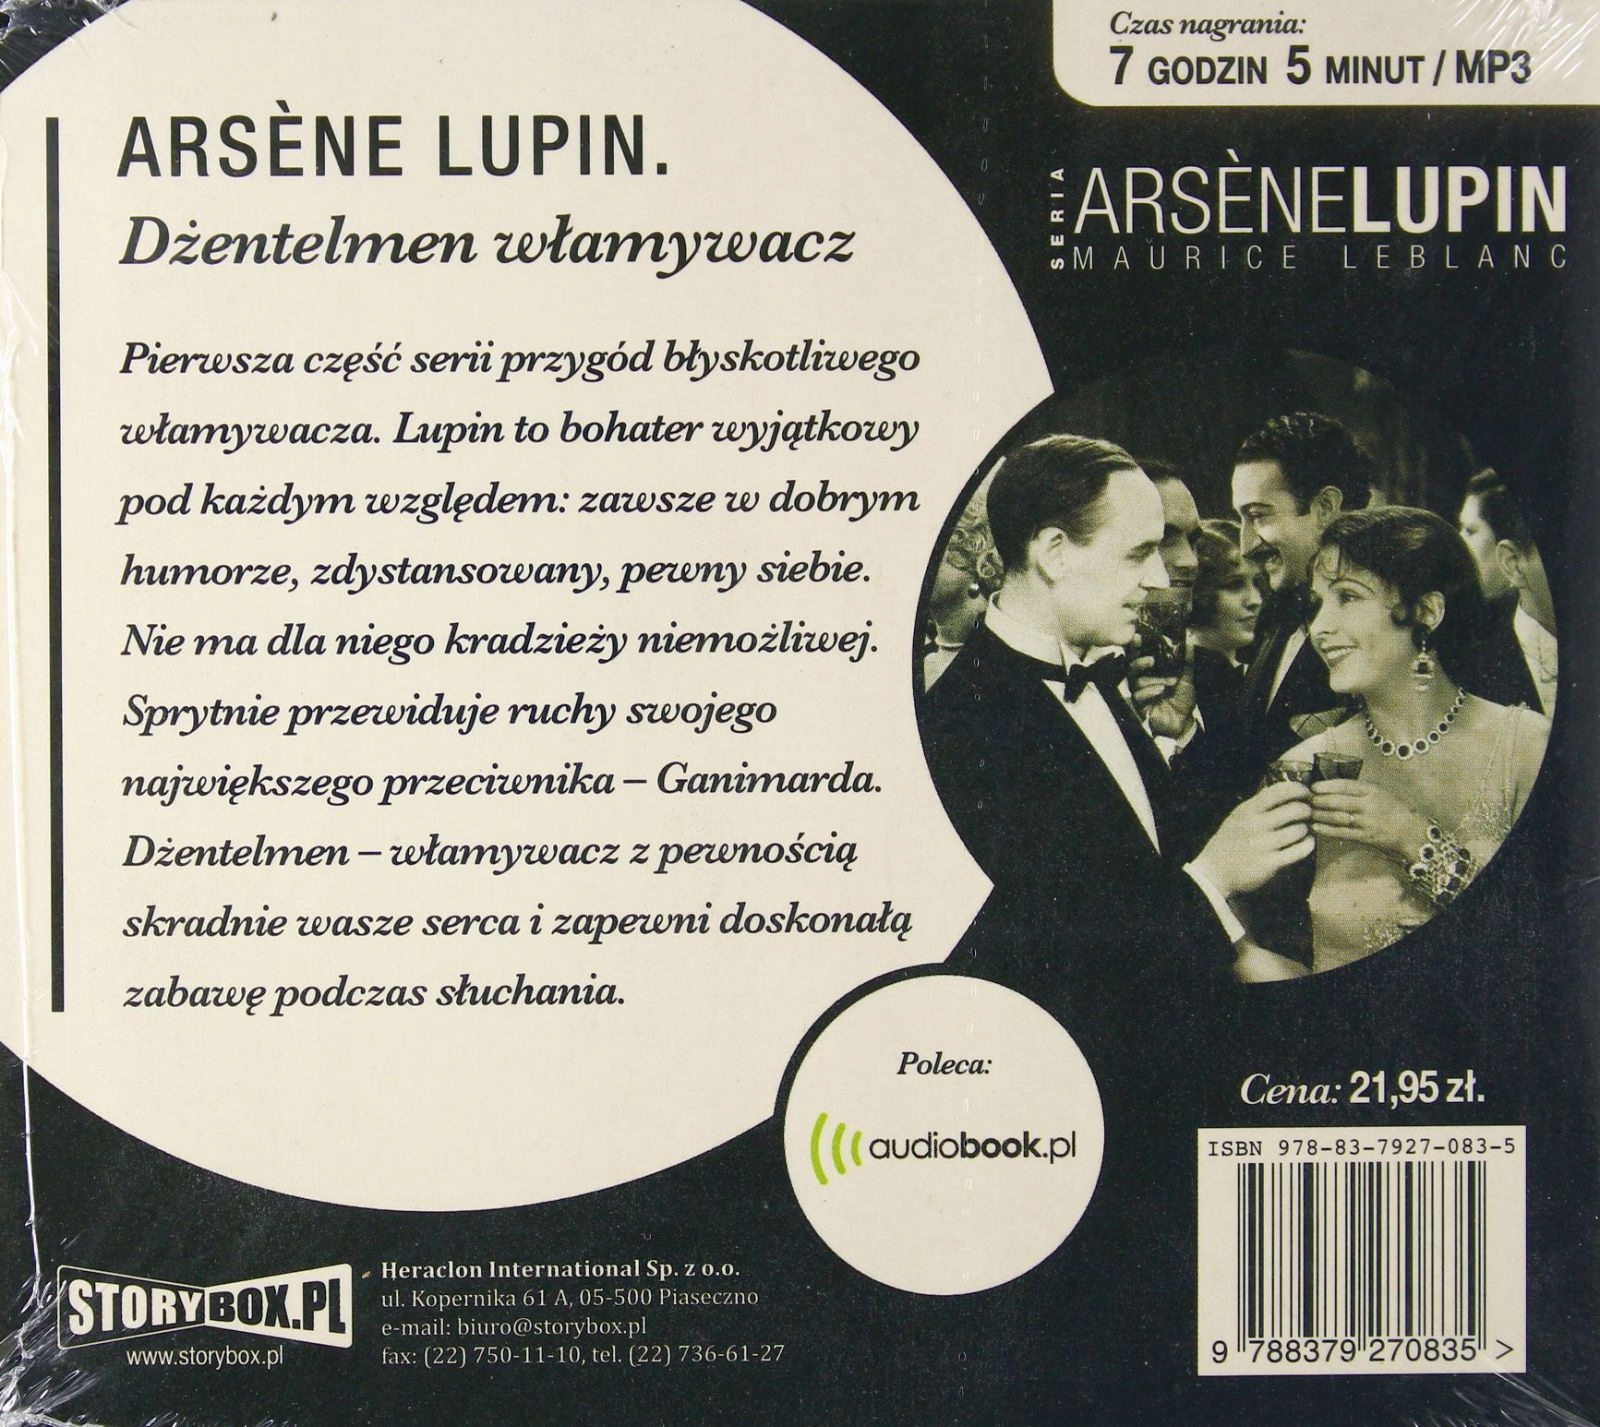 Czas nagrania:
7 GODZIN 5 MINUT / MP3
ARSÈNE LUPIN.
Dżentelmen włamywacz
SERIA
ARSÈNELUPIN
MAURICE LEBLANC
Pierwsza część serii przygód błyskotliwego
włamywacza. Lupin to bohater wyjątkowy
pod każdym względem: zawsze w dobrym
humorze, zdystansowany, pewny siebie.
Nie ma dla niego kradzieży niemożliwej.
Sprytnie przewiduje ruchy swojego
największego przeciwnika – Ganimarda.
Dżentelmen – włamywacz z pewnością
skradnie wasze serca i zapewni doskonałą
zabawę podczas słuchania.
Poleca:
audiobook.pl
Cena: 21,95 zł.
ISBN 978-83-7927-083-5
9 788379 270835 >
STORYBOX.PL
www.storybox.pl
Heraclon International Sp. z o.o.
ul. Kopernika 61 A, 05-500 Piaseczno
e-mail: biuro@storybox.pl
fax: (22) 750-11-10, tel. (22) 736-61-27